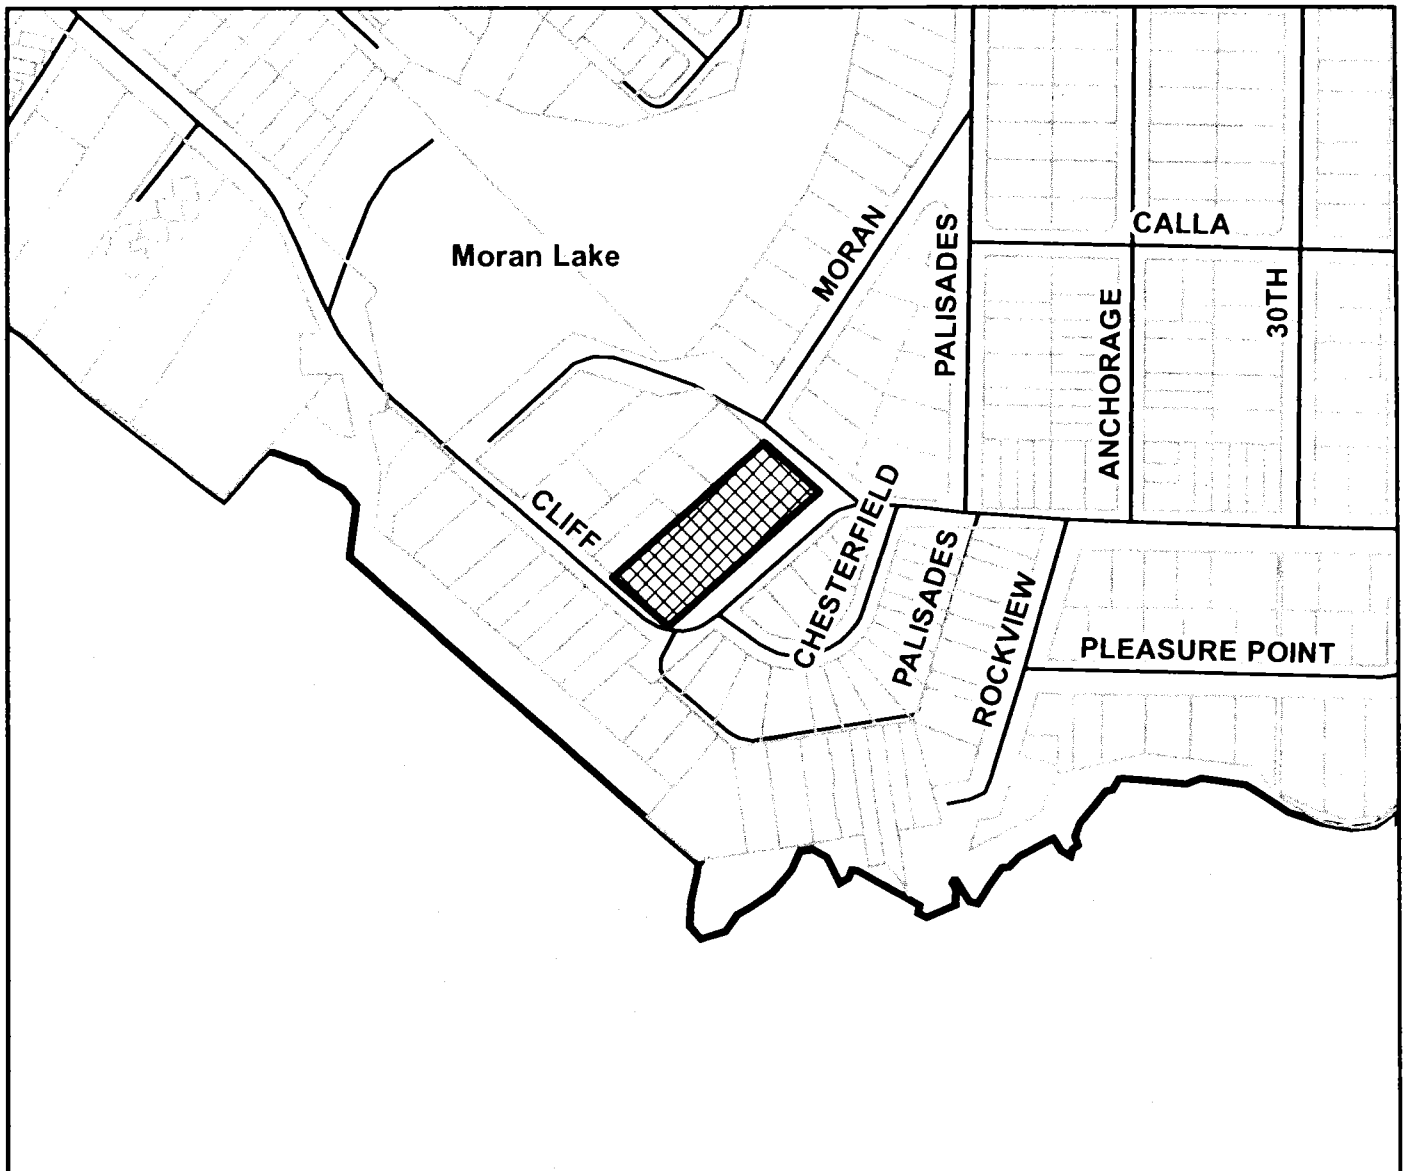 CALLA
Moran Lake
MORAN
PALISADES
30TH
ANCHORAGE
CLIFF
CHESTERFIELD
PALISADES
ROCKVIEW
PLEASURE POINT